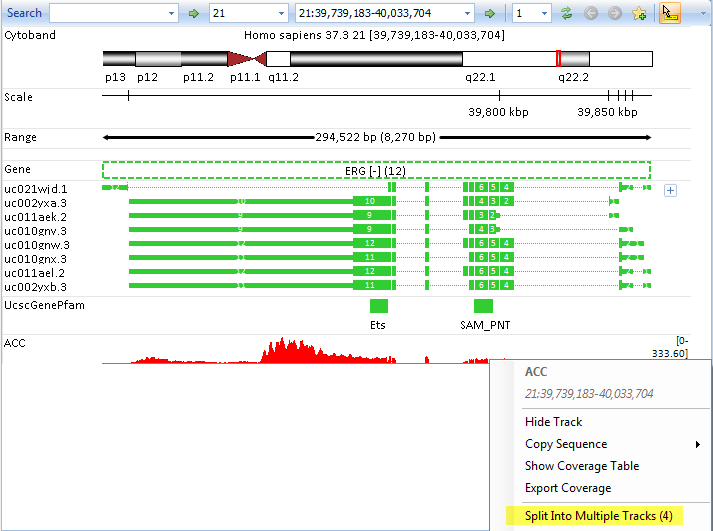 Search 21 21:39,739,183-40,033,704 1
Cytoband Homo sapiens 37.3 21 [39,739,183-40,033,704]
p13 p12 p11.2 p11.1 q11.2 q22.1 q22.2
Scale
39,800 kbp 39,850 kbp
Range 294,522 bp (8,270 bp)
Gene ERG [-] (12)
uc021wjd.1 12 6 5 4 2
uc002yxa.3 10 10 4 3 2
uc011aek.2 9 9 3 2
uc010gnv.3 9 9 4 3
uc010gnw.3 12 12 6 5 4
uc010gnx.3 11 11 6 5 4
uc011ael.2 12 12 6 5 4 2
uc002yxb.3 11 11 6 5 4 2
UcscGenePfam
Ets SAM_PNT
ACC [0-
333.60]
ACC
21:39,739,183-40,033,704
Hide Track
Copy Sequence
Show Coverage Table
Export Coverage
Split Into Multiple Tracks (4)